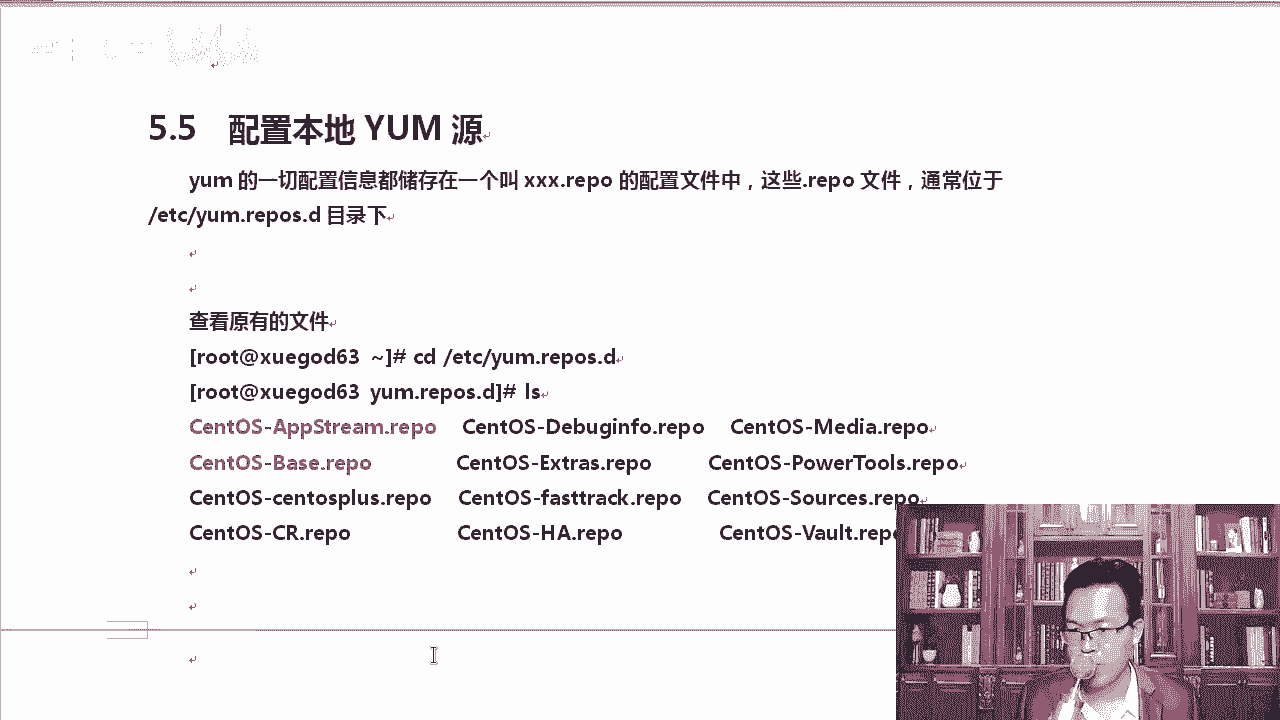 5.5 配置本地 YUM 源
yum 的一切配置信息都储存在一个叫 xxx.repo 的配置文件中，这些.repo 文件，通常位于
/etc/yum.repos.d 目录下
查看原有的文件
[root@xuegod63 ~]# cd /etc/yum.repos.d
[root@xuegod63 yum.repos.d]# ls
CentOS-AppStream.repo CentOS-Debuginfo.repo CentOS-Media.repo
CentOS-Base.repo CentOS-Extras.repo CentOS-PowerTools.repo
CentOS-centosplus.repo CentOS-fasttrack.repo CentOS-Sources.repo
CentOS-CR.repo CentOS-HA.repo CentOS-Vault.repo